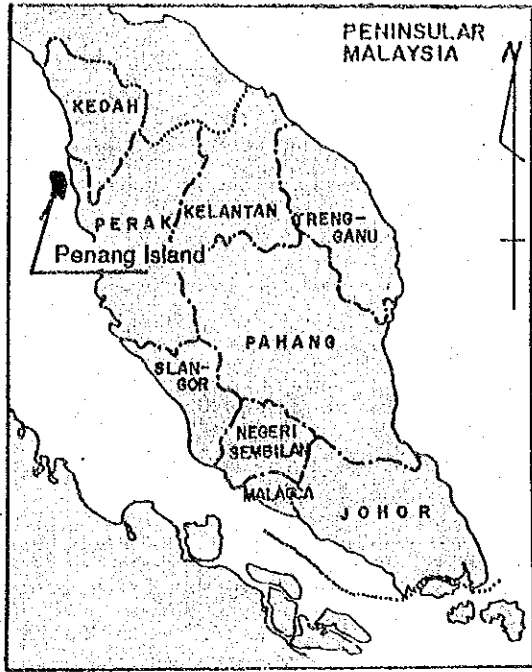 PENINSULAR
MALAYSIA
N
KEDAH
KELANTAN
TRENG-
GANU
PERAK
Penang Island
PAHANG
SLAN-
GOR
NEGERI
SEMBILAN
MALACCA
JOHOR